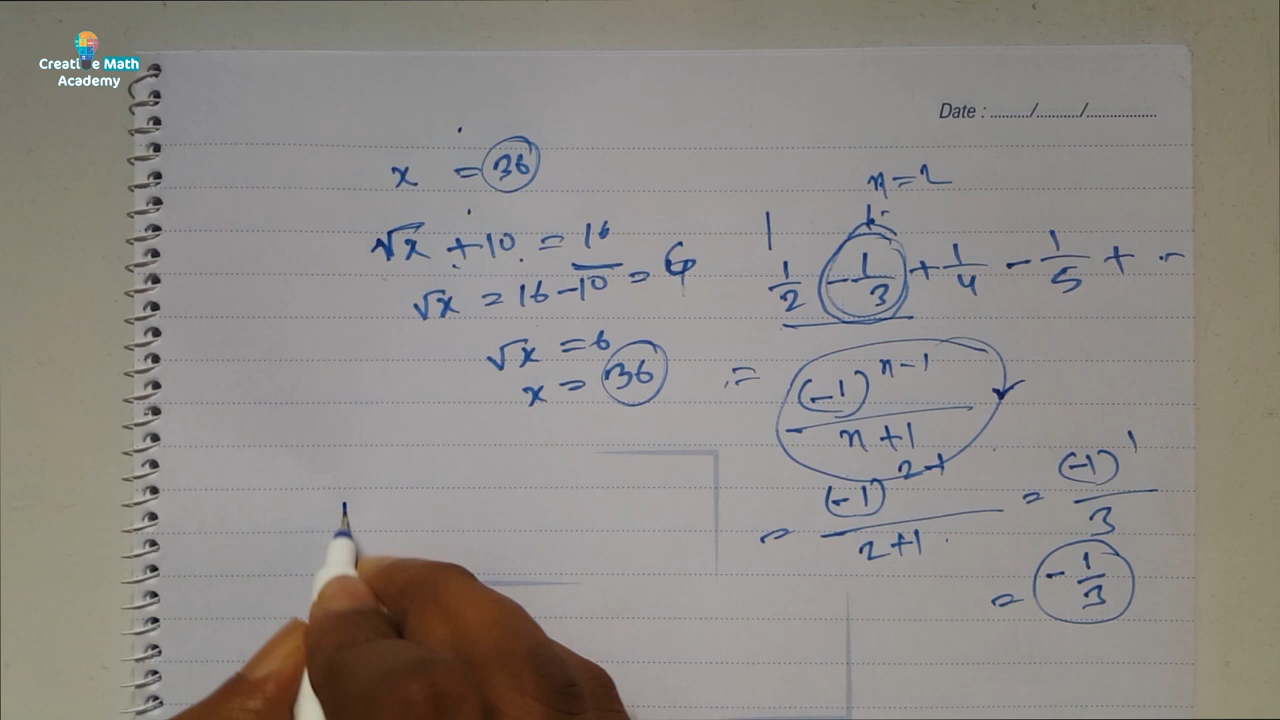 Creative Math
Academy
Date : ........../........../.................
x = 36
√x + 10 = 16
√x = 16 - 10 = 6
√x = 6
x = 36
n = 2
1/2 - 1/3 + 1/4 - 1/5 + ...
= (-1)^(n-1) / (n+1)
= (-1)^(2-1) / (2+1) = (-1)^1 / 3
= - 1/3